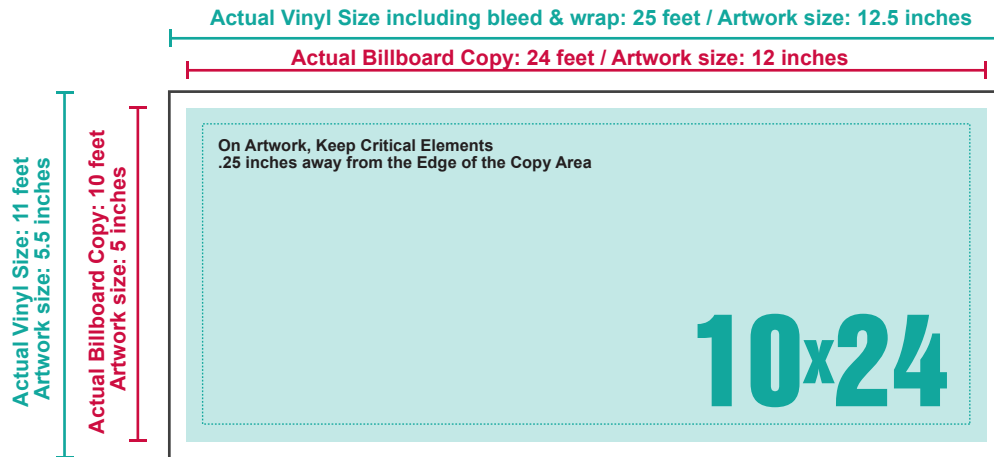 Actual Vinyl Size including bleed & wrap: 25 feet / Artwork size: 12.5 inches
Actual Billboard Copy: 24 feet / Artwork size: 12 inches
Actual Vinyl Size: 11 feet
Artwork size: 5.5 inches
Actual Billboard Copy: 10 feet
Artwork size: 5 inches
On Artwork, Keep Critical Elements
.25 inches away from the Edge of the Copy Area
10x24